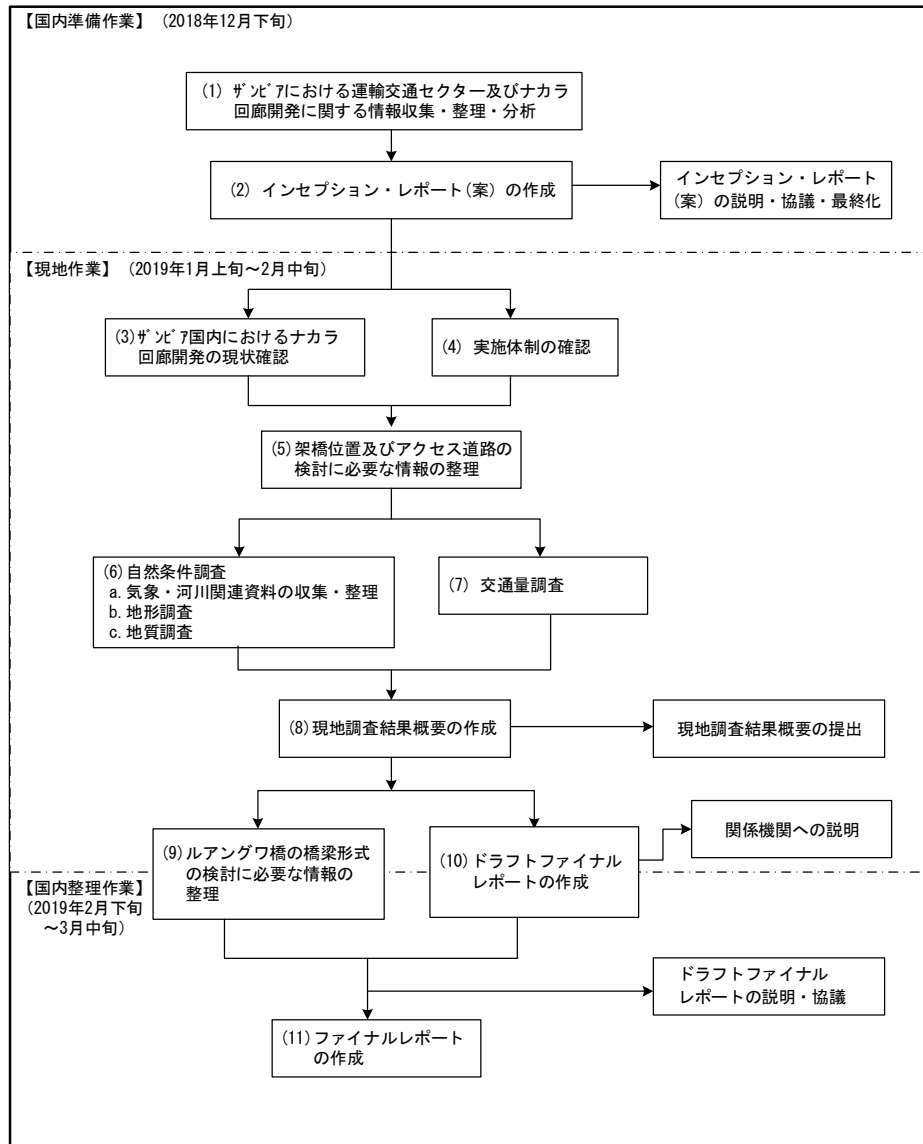 【国内準備作業】（2018年12月下旬）
(1) ザンビアにおける運輸交通セクター及びナカラ
回廊開発に関する情報収集・整理・分析
(2) インセプション・レポート(案) の作成
インセプション・レポート
(案) の説明・協議・最終化
【現地作業】（2019年1月上旬～2月中旬）
(3) ザンビア国内におけるナカラ
回廊開発の現状確認
(4) 実施体制の確認
(5) 架橋位置及びアクセス道路の
検討に必要な情報の整理
(6) 自然条件調査
a. 気象・河川関連資料の収集・整理
b. 地形調査
c. 地質調査
(7) 交通量調査
(8) 現地調査結果概要の作成
現地調査結果概要の提出
関係機関への説明
(9) ルアングワ橋の橋梁形式
の検討に必要な情報の
整理
(10) ドラフトファイナル
レポートの作成
【国内整理作業】
（2019年2月下旬
～3月中旬）
ドラフトファイナル
レポートの説明・協議
(11) ファイナルレポート
の作成